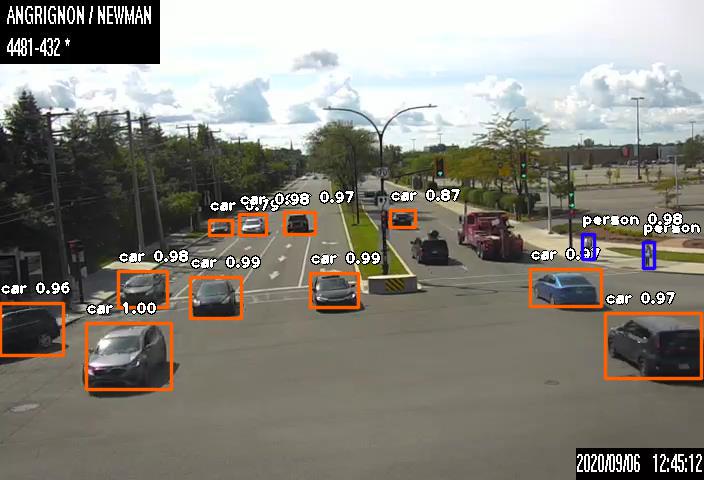 ANGRIGNON / NEWMAN
4481-432 *
car 0.98
0.97
car 0.87
person 0.98
person
car 0.98
car 0.99
car 0.99
car 0.97
car 0.96
car 1.00
car 0.97
2020/09/06 12:45:12